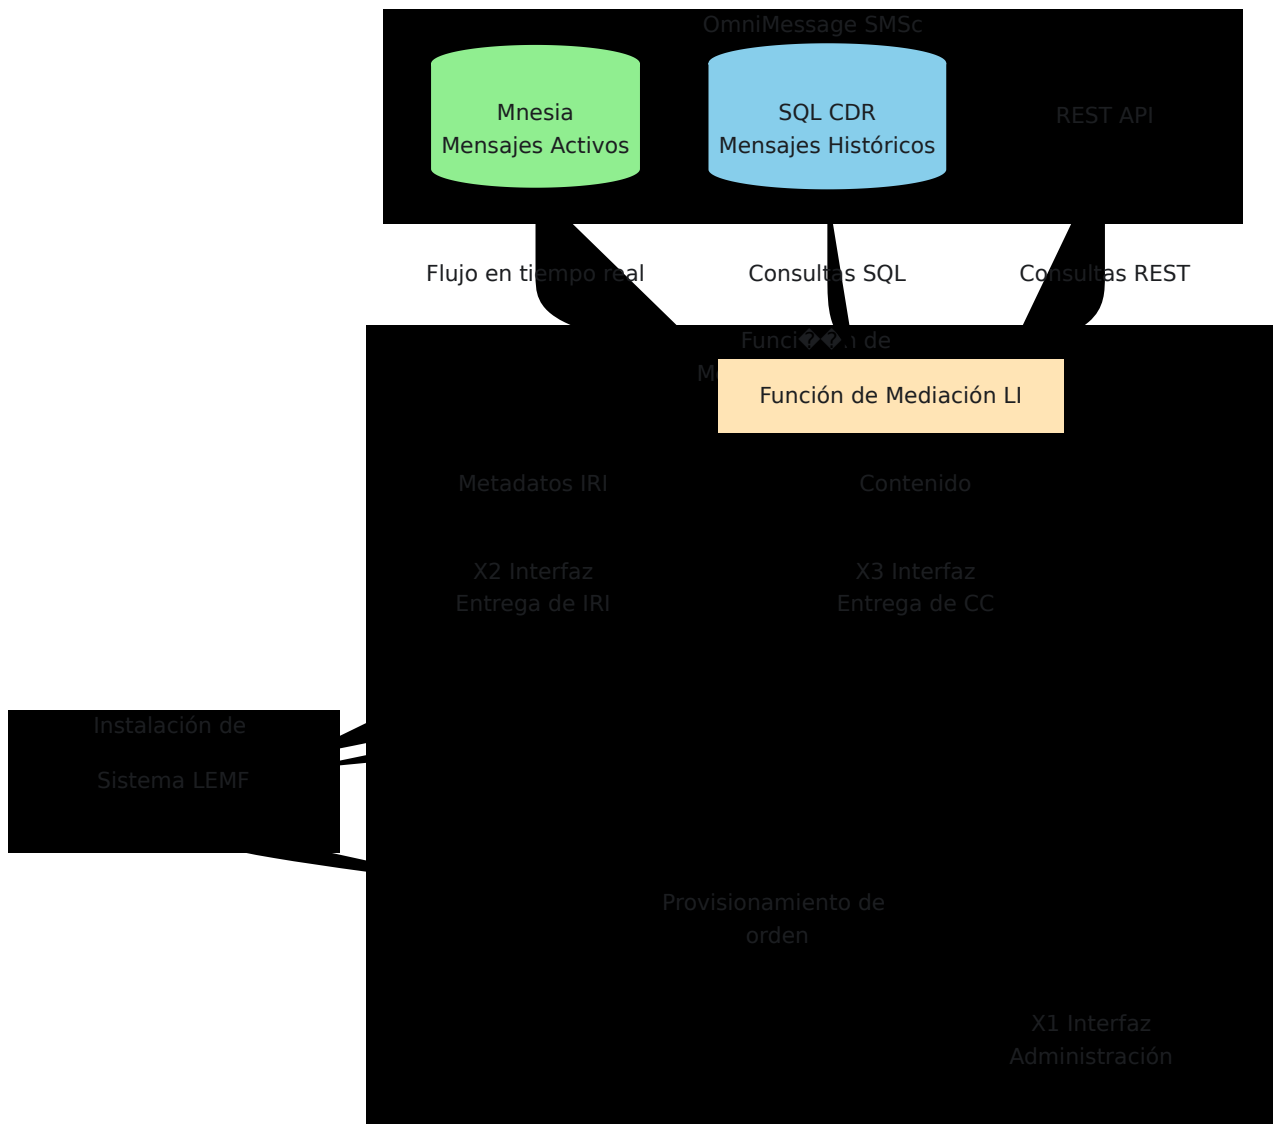 OmniMessage SMSc
Mnesia
Mensajes Activos
SQL CDR
Mensajes Históricos
REST API
Flujo en tiempo real
Consultas SQL
Consultas REST
Funci��n de
Función de Mediación LI
Metadatos IRI
Contenido
X2 Interfaz
Entrega de IRI
X3 Interfaz
Entrega de CC
Instalación de
Sistema LEMF
Provisionamiento de
orden
X1 Interfaz
Administración